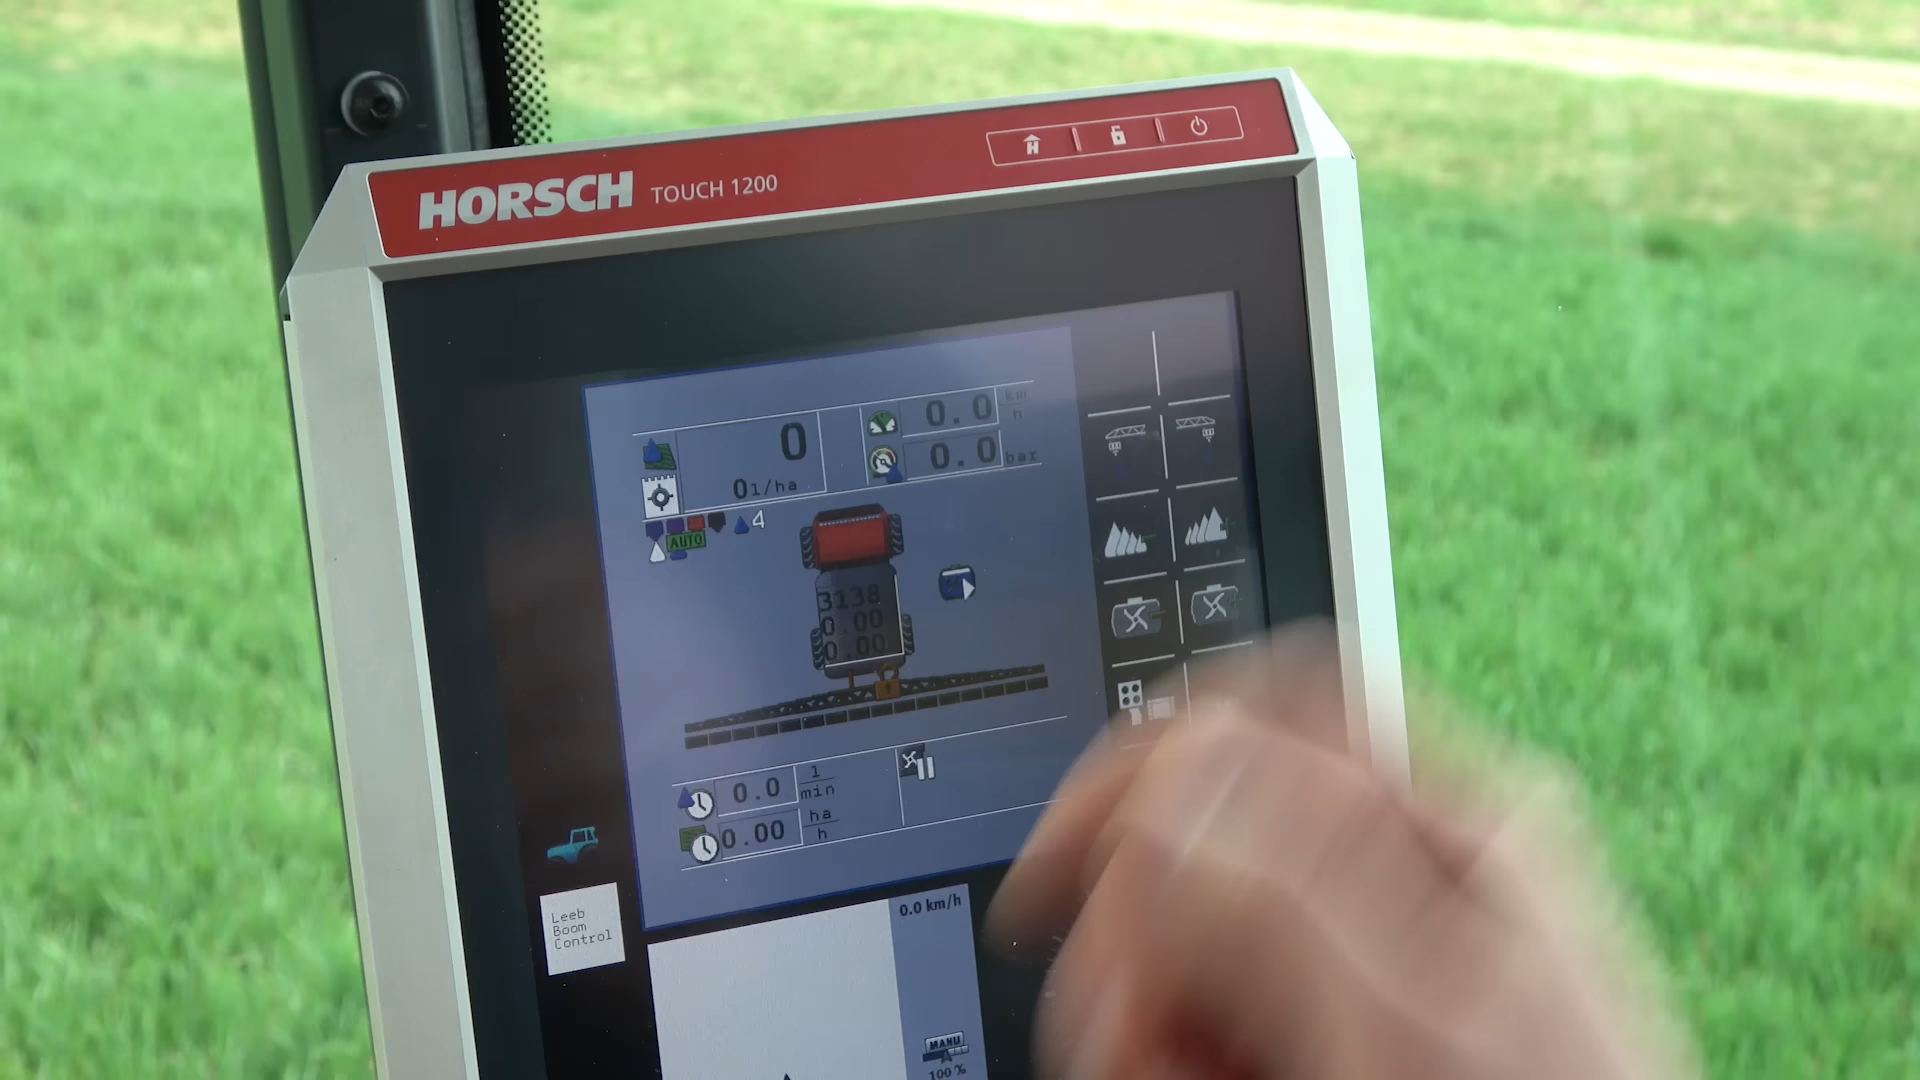 HORSCH TOUCH 1200
0
0 l/ha
0.0 km/h
0.0 bar
AUTO
4
3138
0.00
0.00
0.0 l/min
0.00 ha/h
Leeb
Boom
Control
0.0 km/h
MANU
100 %